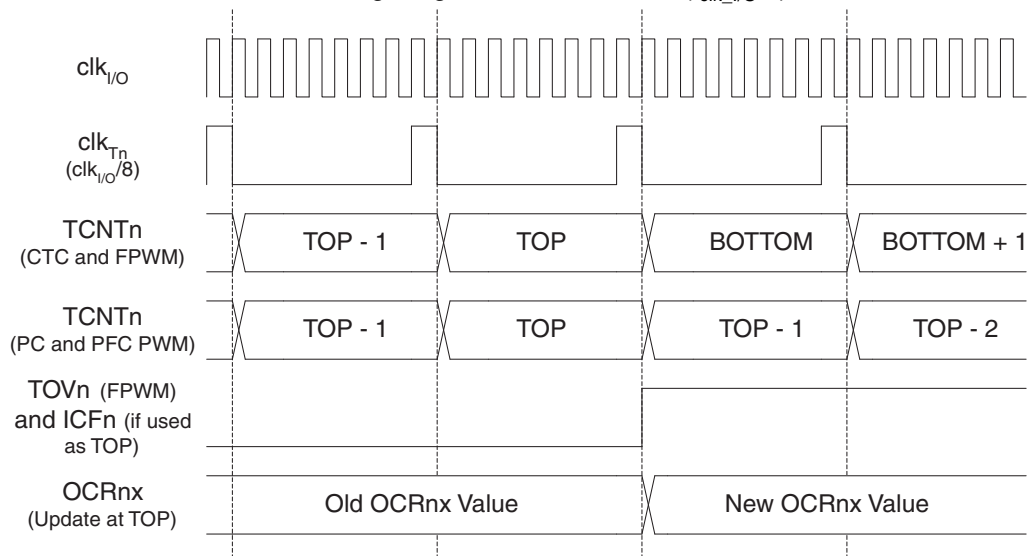 clk_I/O
clk_Tn
(clk_I/O/8)
TCNTn
(CTC and FPWM)
TOP - 1
TOP
BOTTOM
BOTTOM + 1
TCNTn
(PC and PFC PWM)
TOP - 1
TOP
TOP - 1
TOP - 2
TOVn (FPWM)
and ICFn (if used
as TOP)
OCRnx
(Update at TOP)
Old OCRnx Value
New OCRnx Value